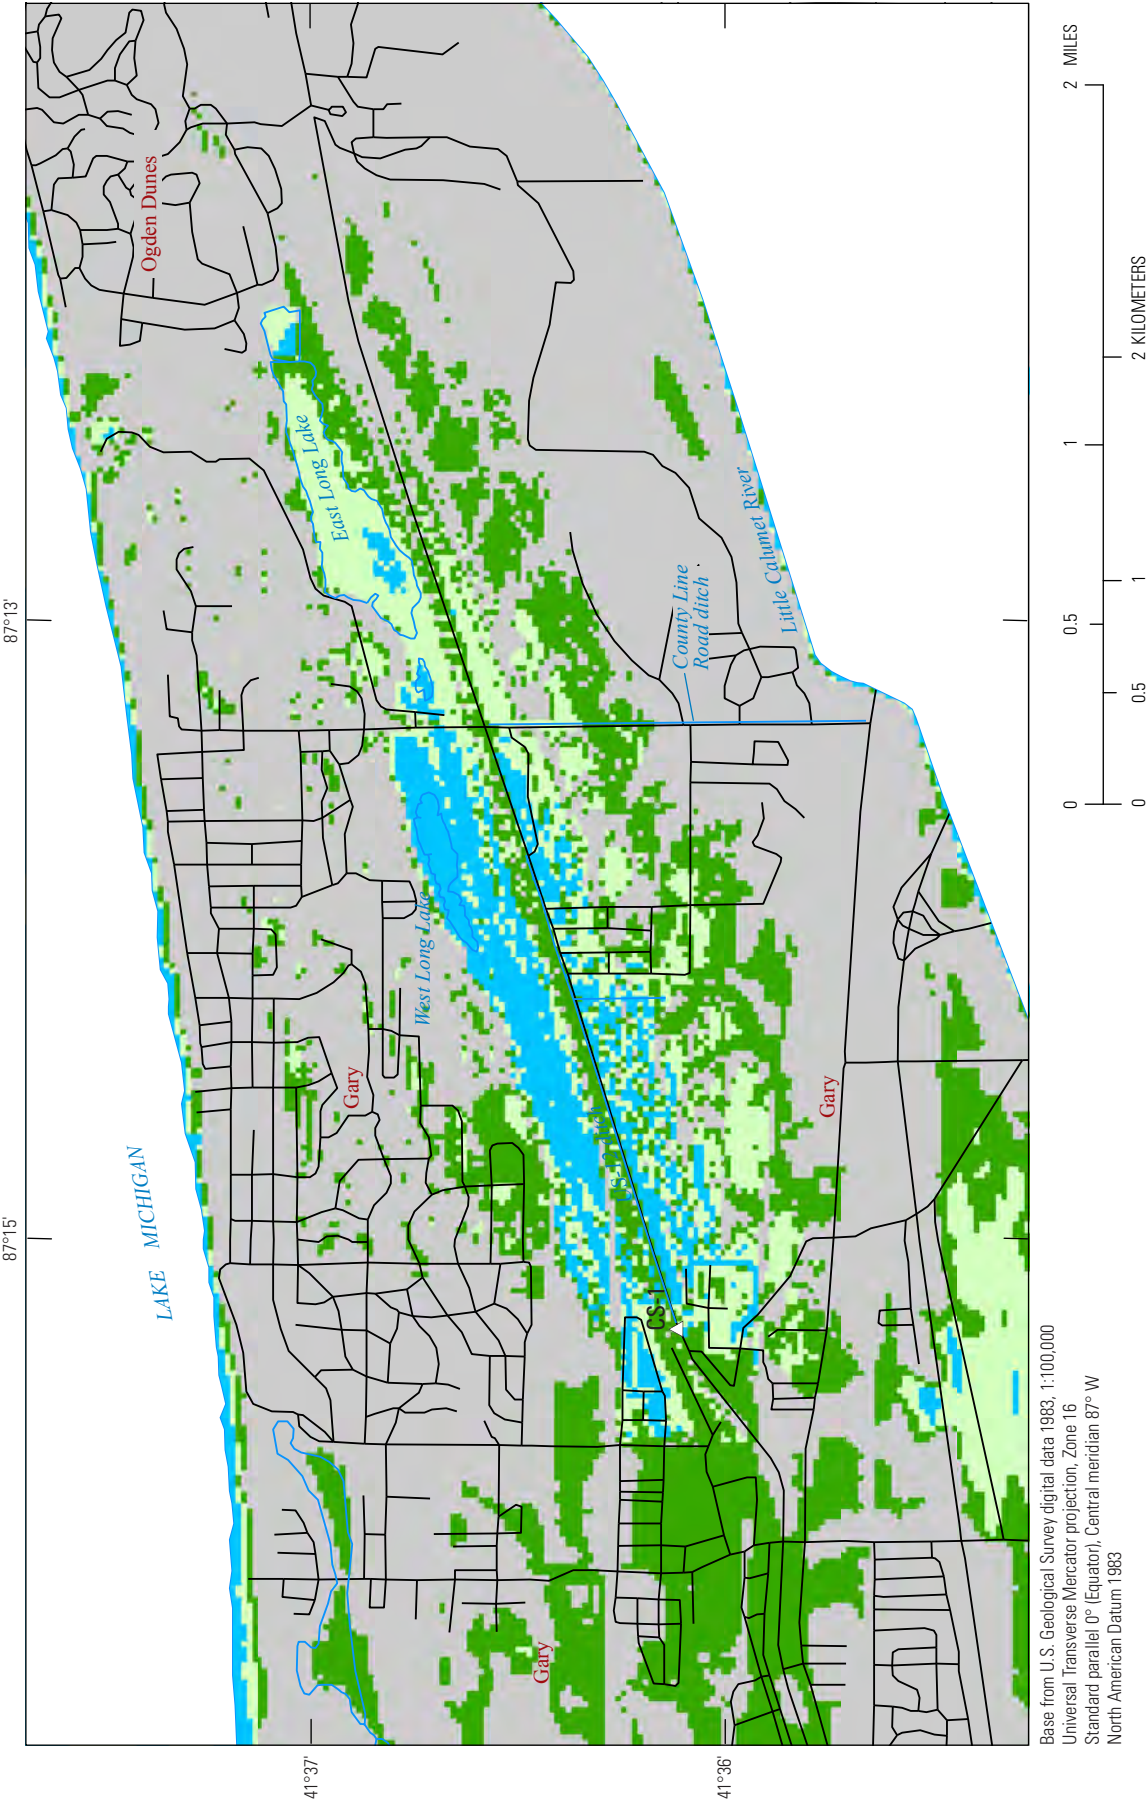 87°15'
87°13'
41°37'
41°36'
LAKE MICHIGAN
Ogden Dunes
East Long Lake
West Long Lake
Gary
Gary
Gary
CS-12 ditch
CS-1
County Line
Road ditch
Little Calumet River
Base from U.S. Geological Survey digital data 1983, 1:100,000
Universal Transverse Mercator projection, Zone 16
Standard parallel 0° (Equator), Central meridian 87° W
North American Datum 1983
0 0.5 1 2 MILES
0 0.5 1 2 KILOMETERS